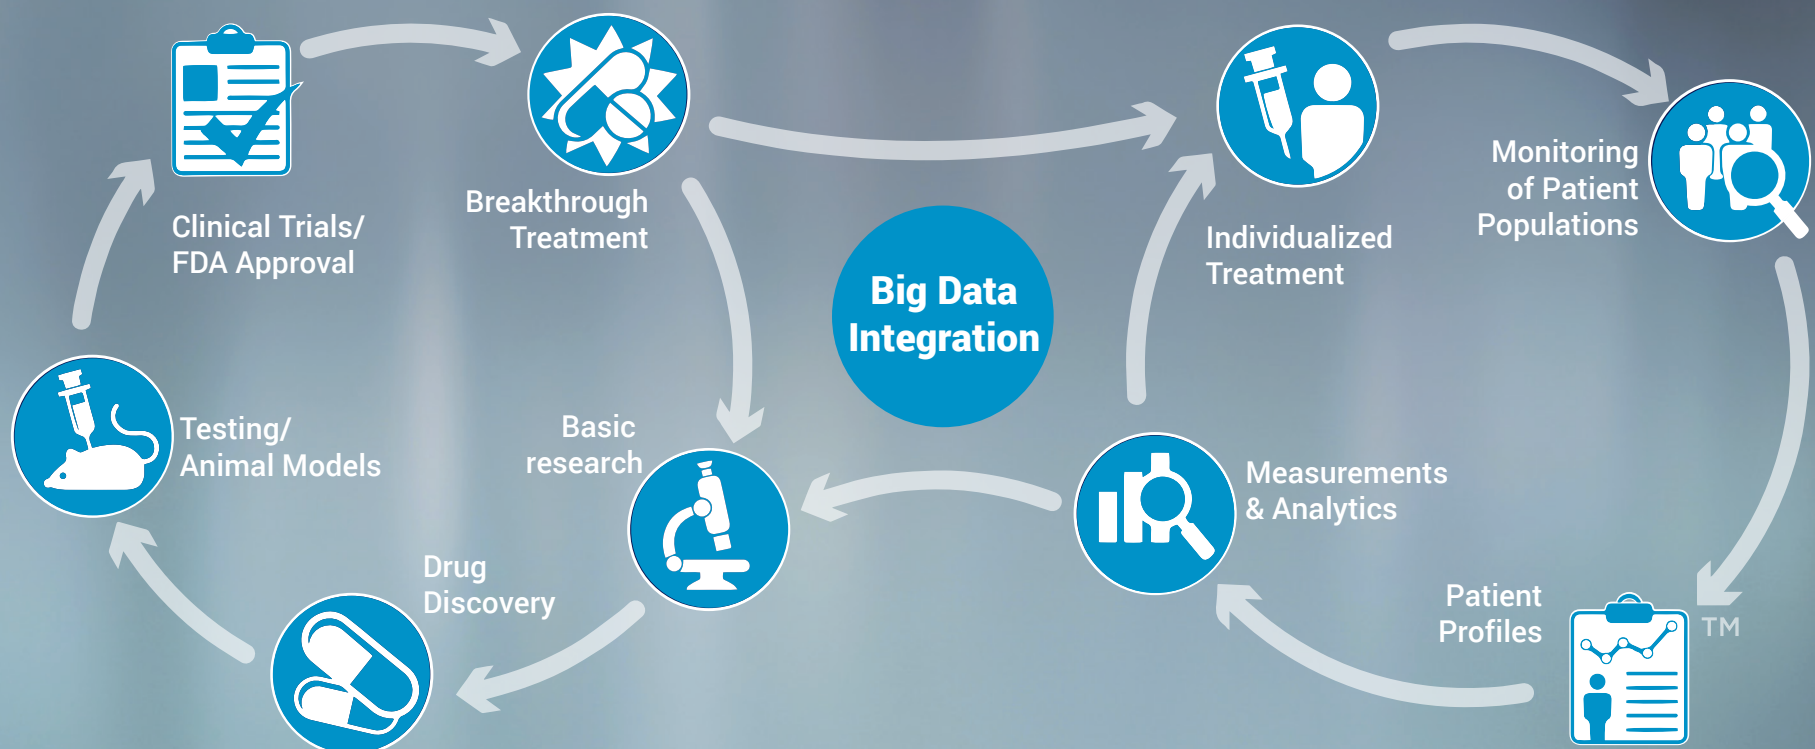 Clinical Trials/
FDA Approval
Breakthrough
Treatment
Big Data
Integration
Individualized
Treatment
Monitoring
of Patient
Populations
Testing/
Animal Models
Basic
research
Measurements
& Analytics
Drug
Discovery
Patient
Profiles
TM